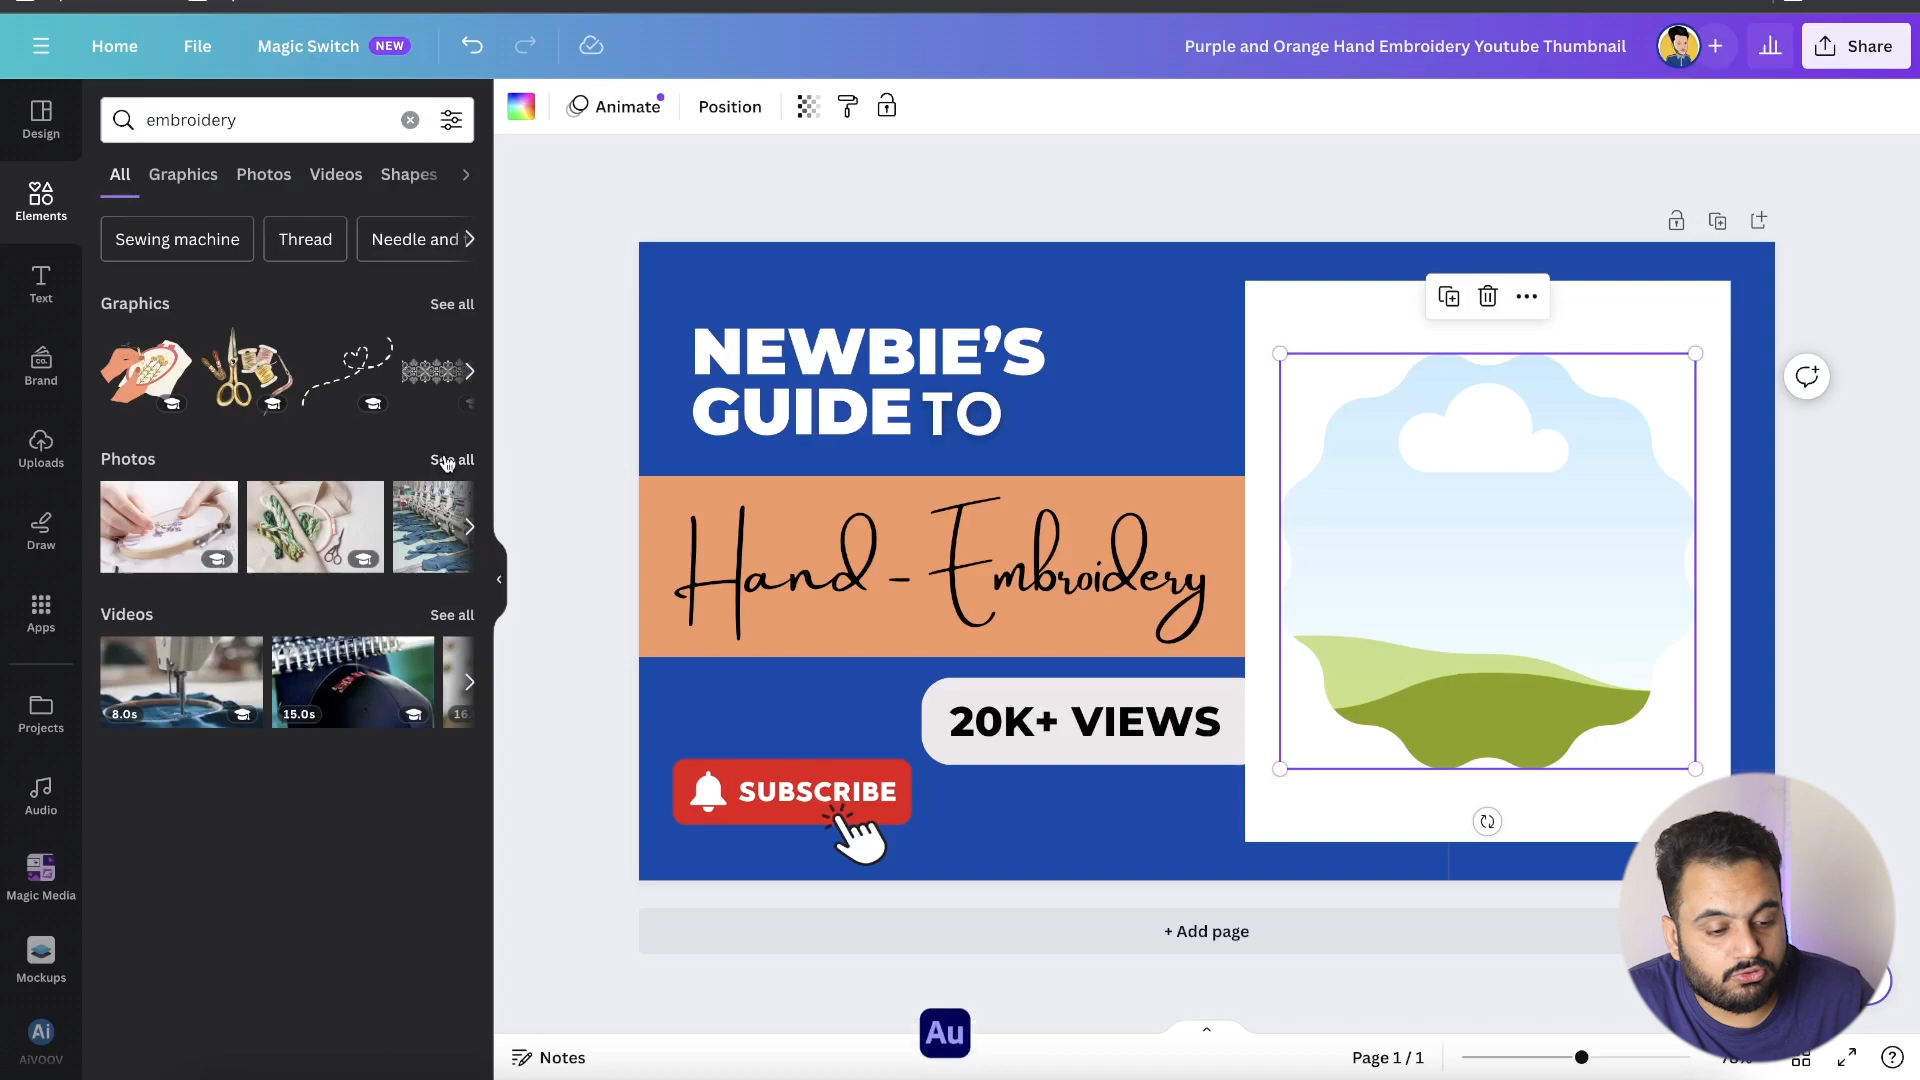 Home File Magic Switch NEW Purple and Orange Hand Embroidery Youtube Thumbnail Share
Design
Elements
Text
Brand
CO.
Uploads
Draw
Apps
Projects
Audio
Magic Media
Mockups
Ai
AiVOOV
embroidery
All Graphics Photos Videos Shapes
Sewing machine Thread Needle and
Graphics See all
Photos See all
Videos See all
8.0s 15.0s 16.
Animate Position
NEWBIE'S
GUIDE TO
Hand - Embroidery
20K+ VIEWS
SUBSCRIBE
+ Add page
Au
Notes Page 1 / 1